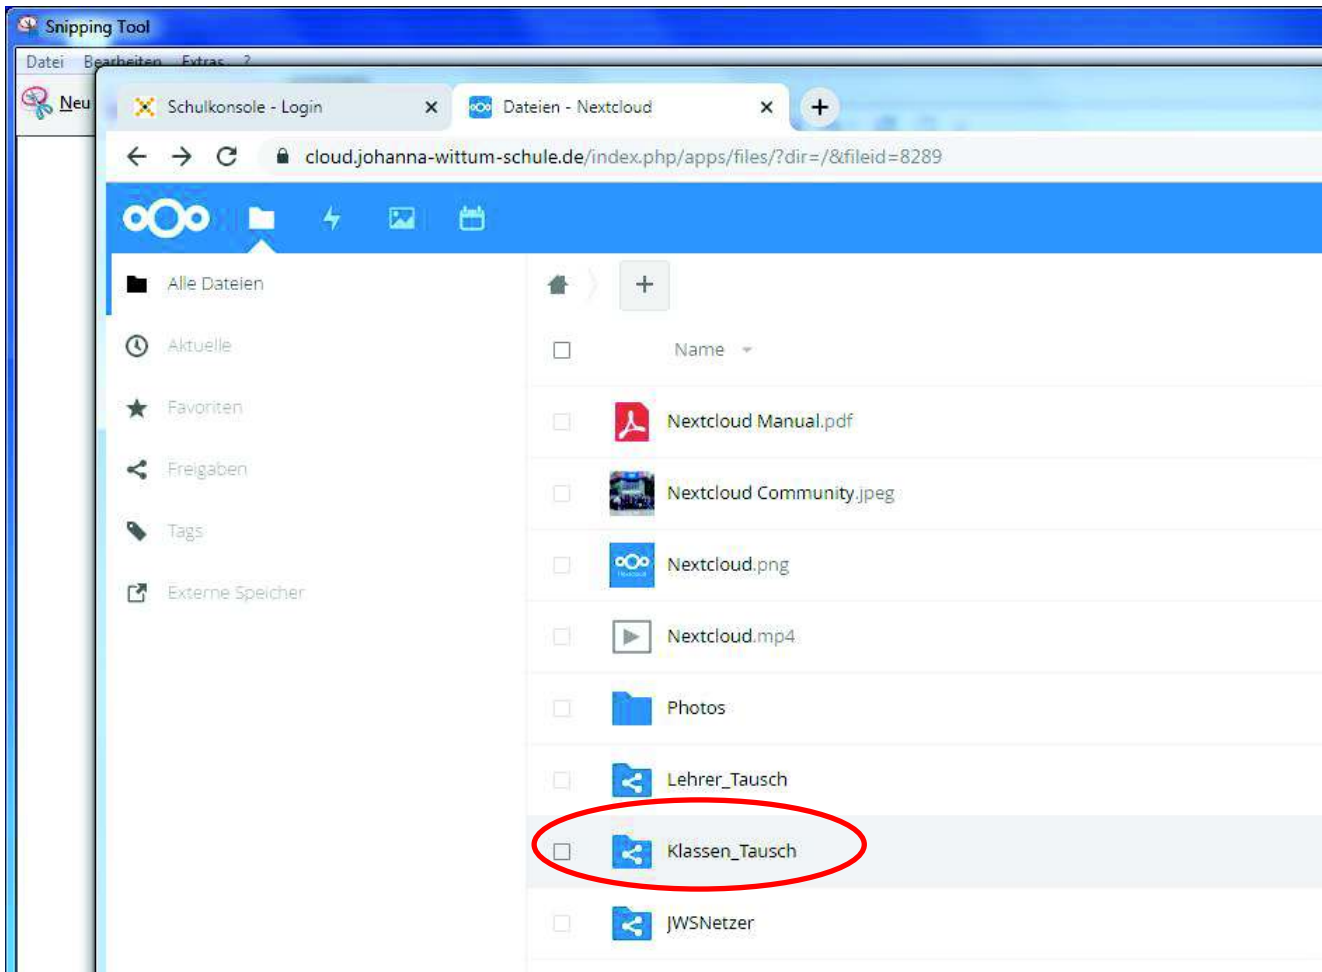 Snipping Tool
Datei Bearbeiten Extras ?
Neu
Schulkonsole - Login
Dateien - Nextcloud
cloud.johanna-wittum-schule.de/index.php/apps/files/?dir=/&fileid=8289
Alle Dateien
Aktuelle
Name
Favoriten
Nextcloud Manual.pdf
Freigaben
Nextcloud Community.jpeg
Tags
Nextcloud.png
Externe Speicher
Nextcloud.mp4
Photos
Lehrer_Tausch
Klassen_Tausch
JWSNetzer